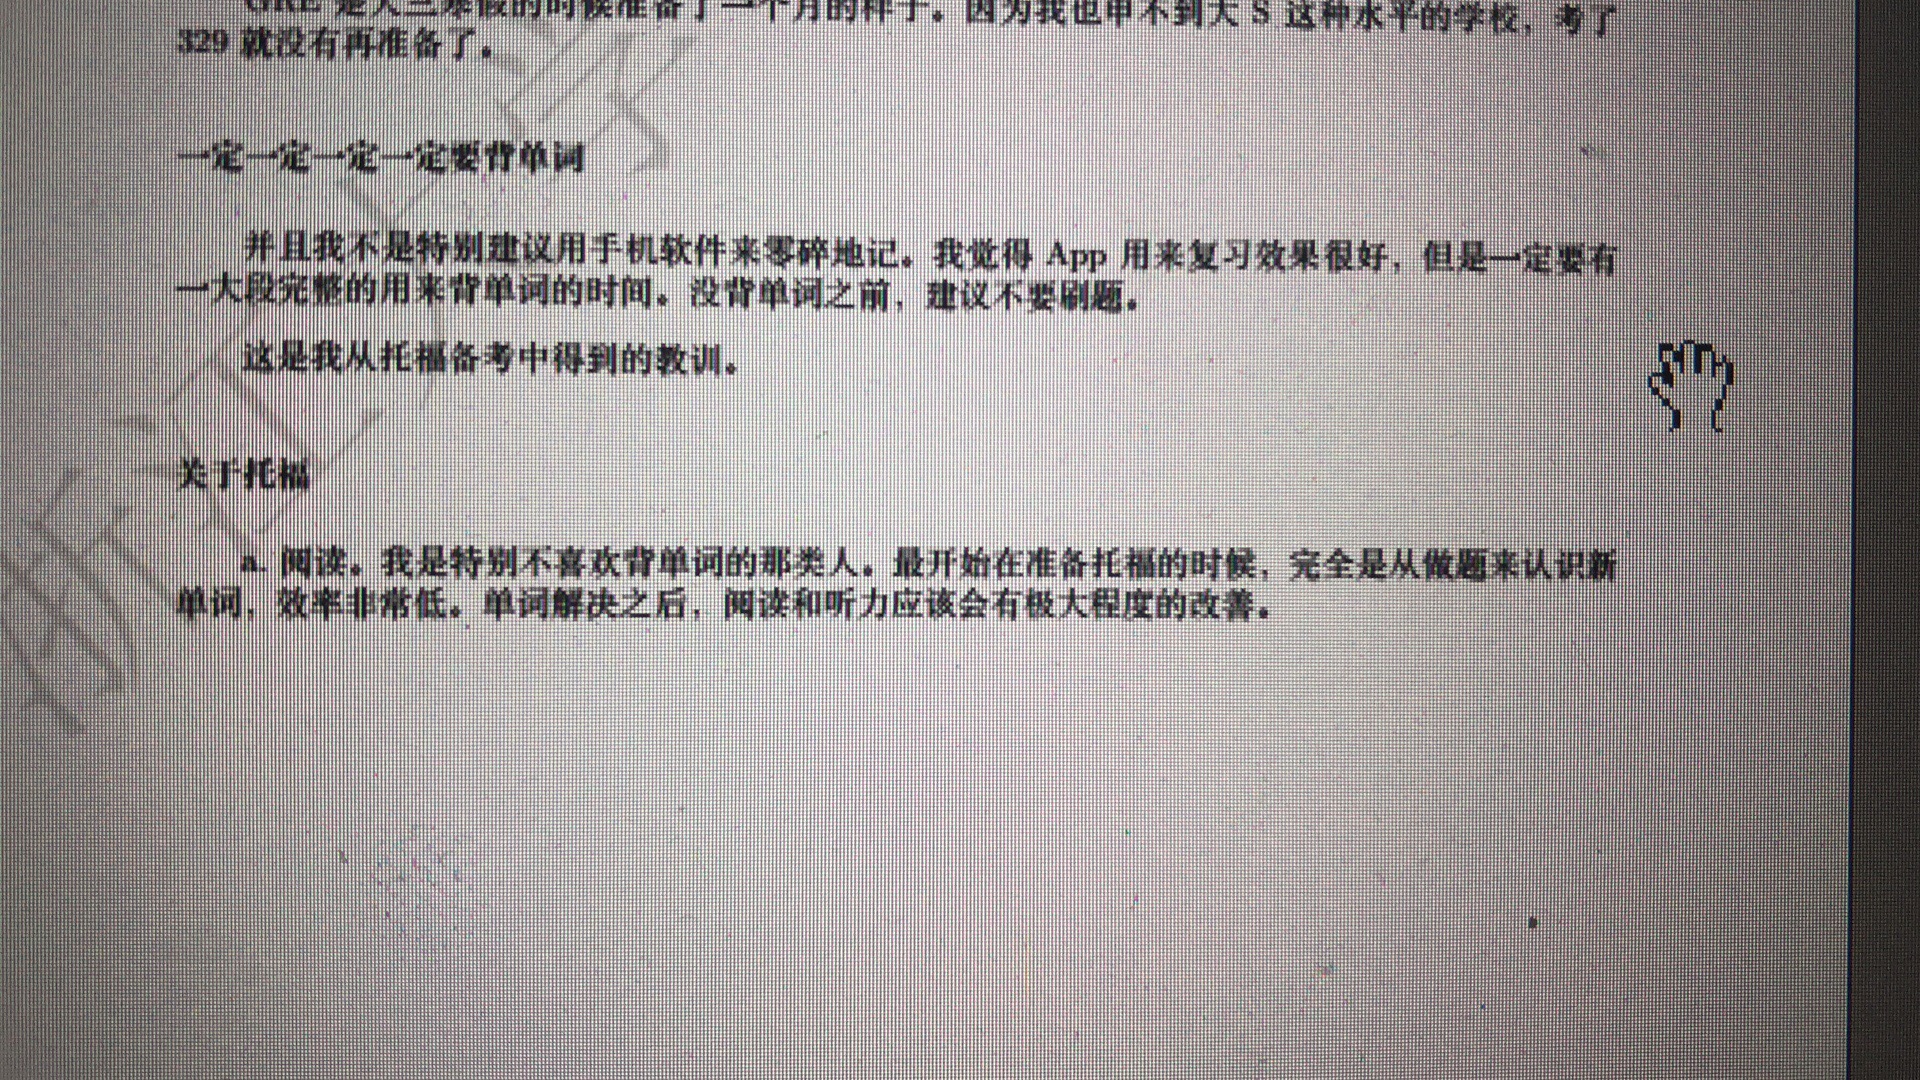 GRE 是大三寒假的时候准备了一个月的样子。因为我也申不到大 S 这种水平的学校，考了
329 就没有再准备了。
一定一定一定一定要背单词
并且我不是特别建议用手机软件来零碎地记。我觉得 App 用来复习效果很好，但是一定要有
一大段完整的用来背单词的时间。没背单词之前，建议不要刷题。
这是我从托福备考中得到的教训。
关于托福
a. 阅读。我是特别不喜欢背单词的那类人。最开始在准备托福的时候，完全是从做题来认识新
单词，效率非常低。单词解决之后，阅读和听力应该会有极大程度的改善。